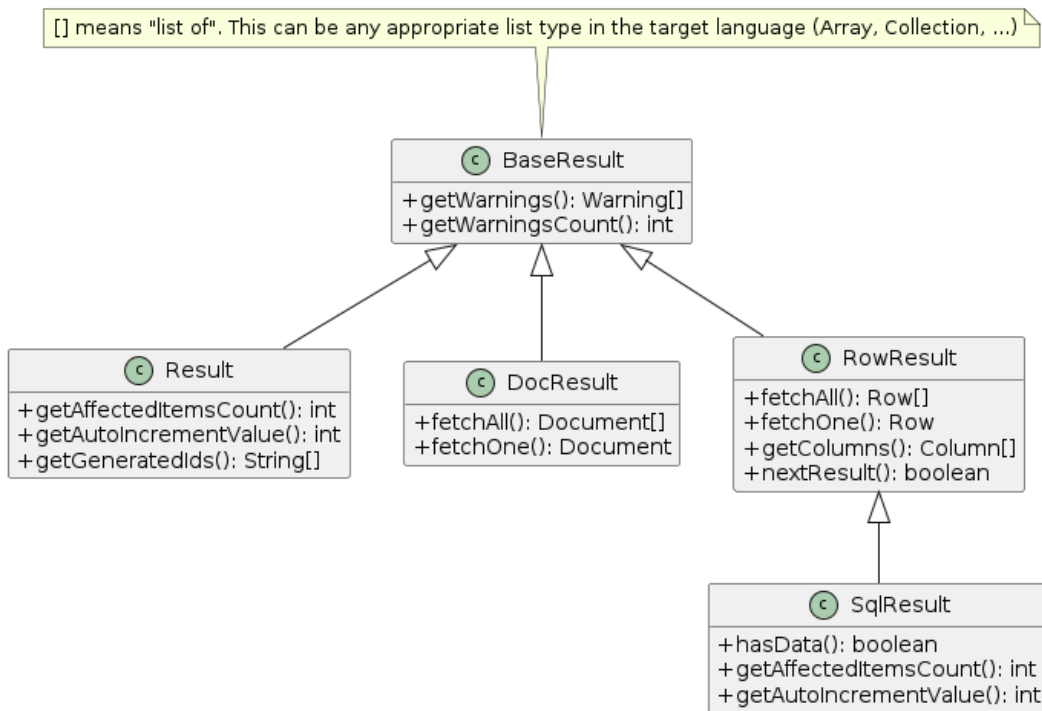 [] means "list of". This can be any appropriate list type in the target language (Array, Collection, ...)
C BaseResult
+getWarnings(): Warning[]
+getWarningsCount(): int
C Result
+getAffectedItemsCount(): int
+getAutoIncrementValue(): int
+getGeneratedIds(): String[]
C DocResult
+fetchAll(): Document[]
+fetchOne(): Document
C RowResult
+fetchAll(): Row[]
+fetchOne(): Row
+getColumns(): Column[]
+nextResult(): boolean
C SqlResult
+hasData(): boolean
+getAffectedItemsCount(): int
+getAutoIncrementValue(): int